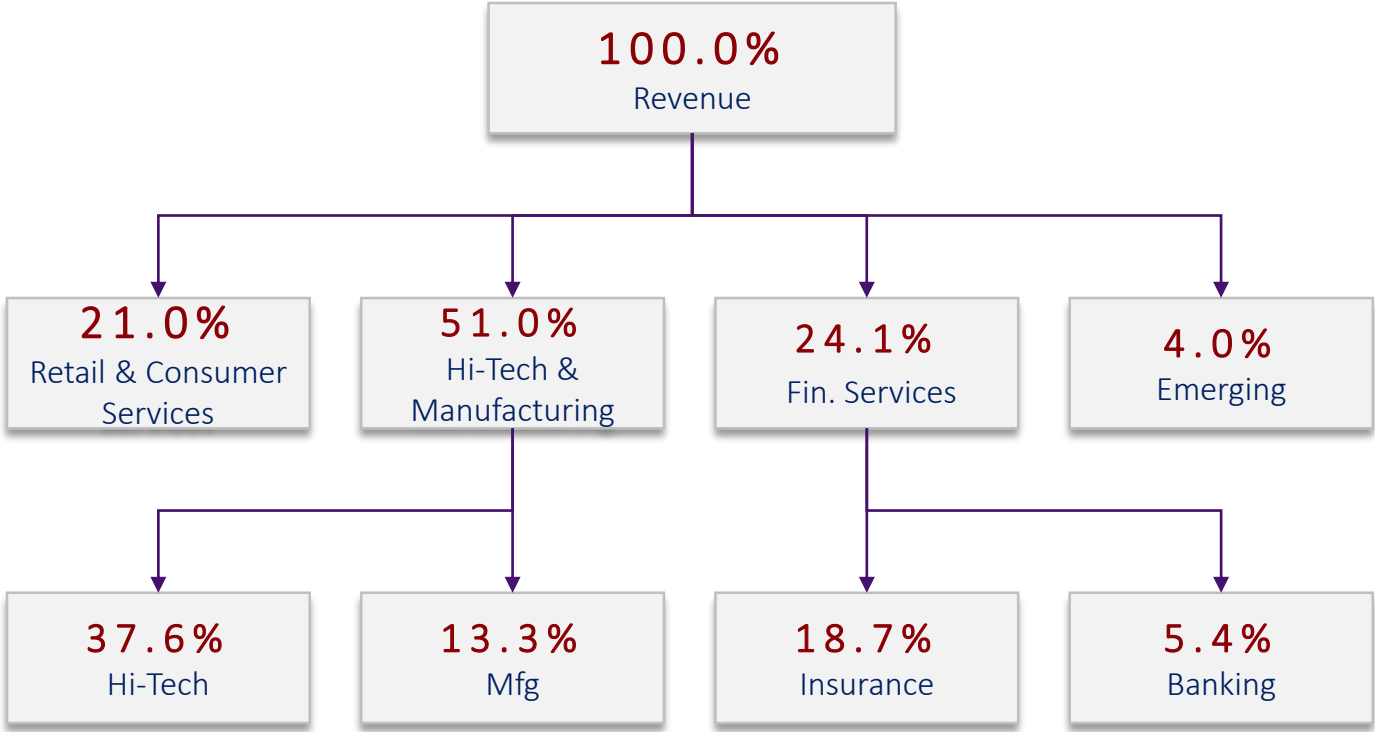 100.0%
Revenue
21.0%
Retail & Consumer
Services
51.0%
Hi-Tech &
Manufacturing
24.1%
Fin. Services
4.0%
Emerging
37.6%
Hi-Tech
13.3%
Mfg
18.7%
Insurance
5.4%
Banking